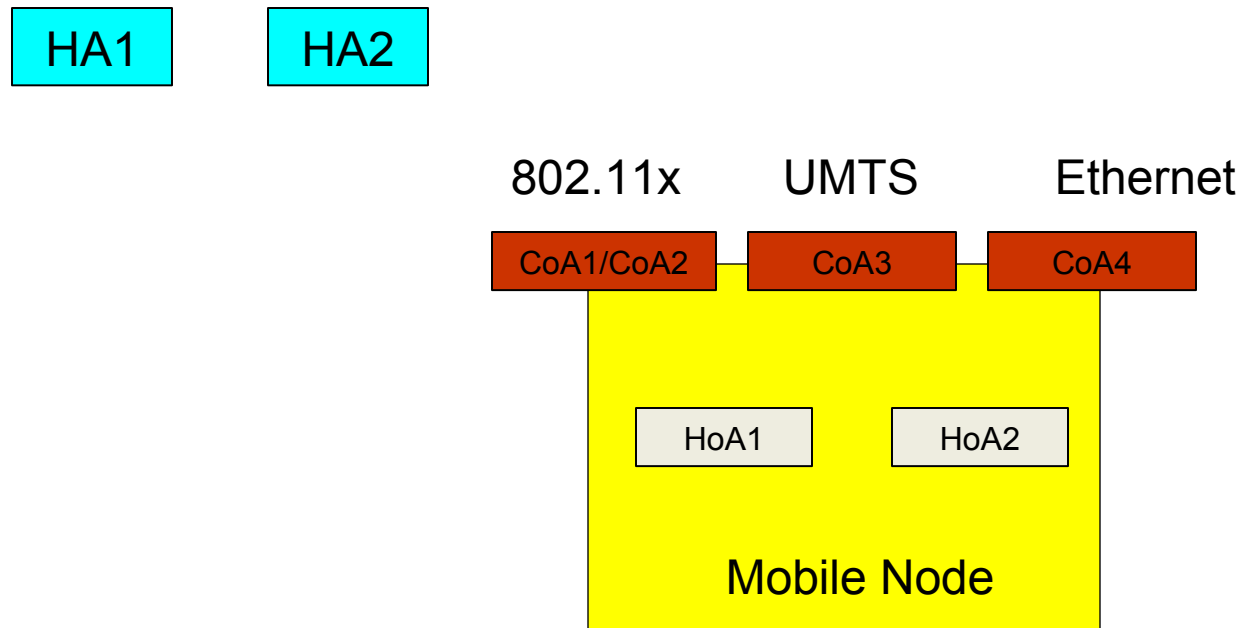 HA1 HA2
802.11x UMTS Ethernet
CoA1/CoA2 CoA3 CoA4
HoA1 HoA2
Mobile Node